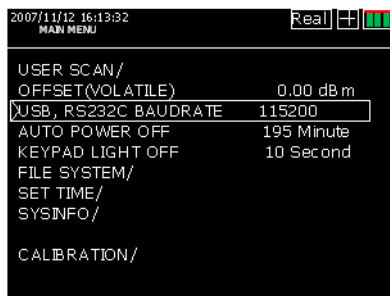 2007/11/12 16:13:32 Real
MAIN MENU
USER SCAN/
OFFSET(VOLATILE) 0.00 dBm
USB, RS232C BAUDRATE 115200
AUTO POWER OFF 195 Minute
KEYPAD LIGHT OFF 10 Second
FILE SYSTEM/
SET TIME/
SYSINFO/
CALIBRATION/